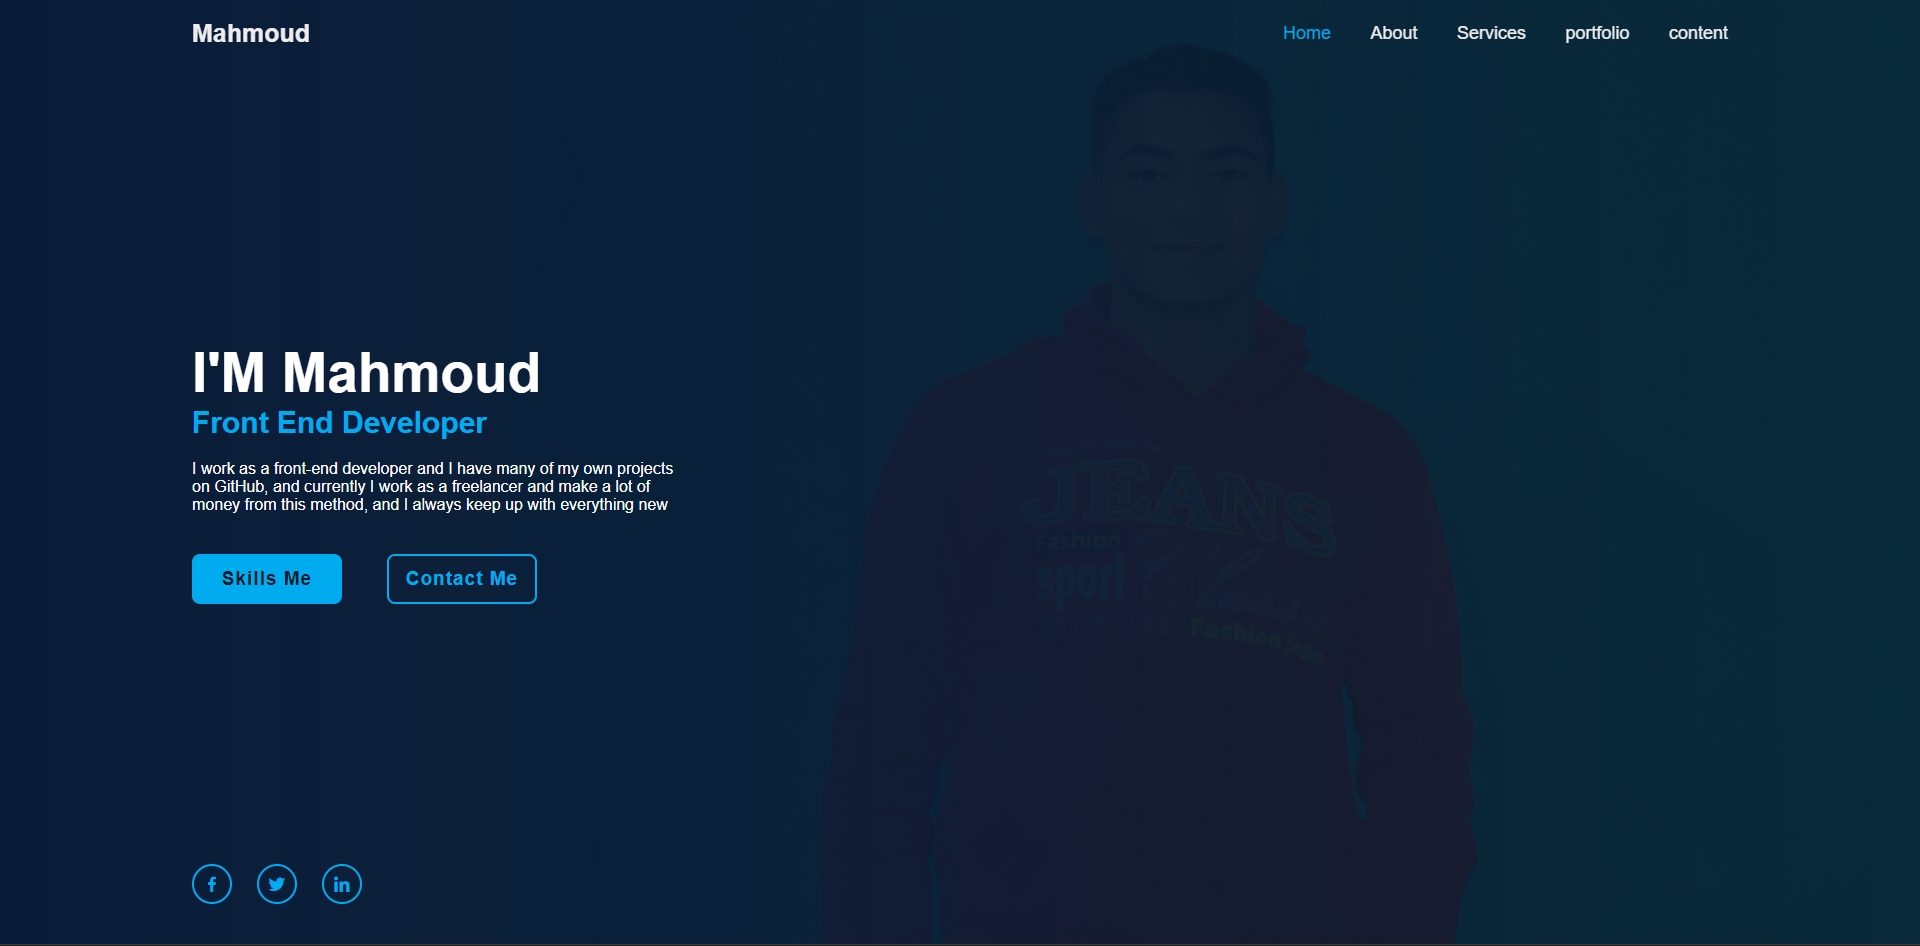 Mahmoud
Home About Services portfolio content
I'M Mahmoud
Front End Developer
I work as a front-end developer and I have many of my own projects
on GitHub, and currently I work as a freelancer and make a lot of
money from this method, and I always keep up with everything new
Skills Me Contact Me
JEANS
Fashion
sport
Classic
Fashion jeans